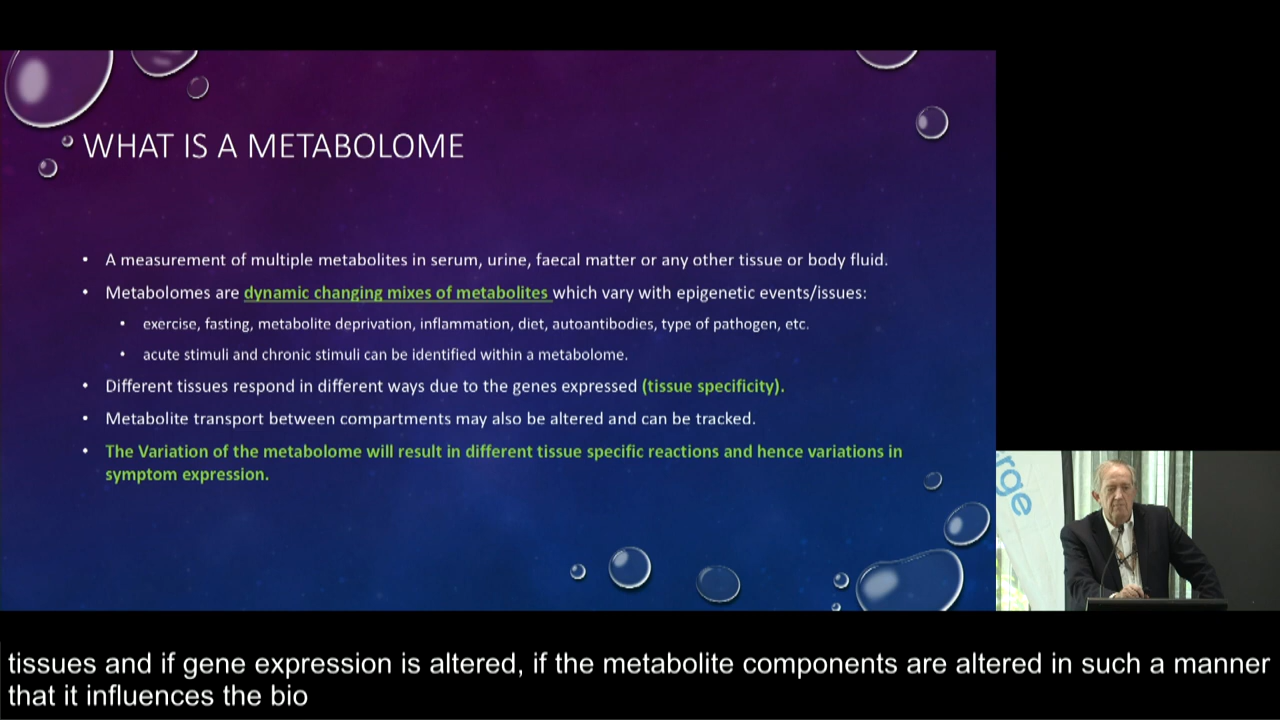 WHAT IS A METABOLOME
• A measurement of multiple metabolites in serum, urine, faecal matter or any other tissue or body fluid.
• Metabolomes are dynamic changing mixes of metabolites which vary with epigenetic events/issues:
• exercise, fasting, metabolite deprivation, inflammation, diet, autoantibodies, type of pathogen, etc.
• acute stimuli and chronic stimuli can be identified within a metabolome.
• Different tissues respond in different ways due to the genes expressed (tissue specificity).
• Metabolite transport between compartments may also be altered and can be tracked.
• The Variation of the metabolome will result in different tissue specific reactions and hence variations in
symptom expression.
tissues and if gene expression is altered, if the metabolite components are altered in such a manner
that it influences the bio